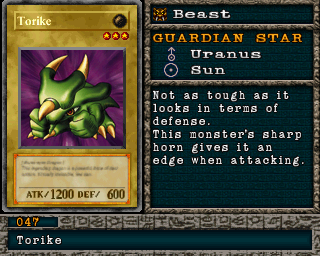 Torike
ATK/1200 DEF/ 600
Beast
GUARDIAN STAR
Uranus
Sun
Not as tough as it
looks in terms of
defense.
This monster's sharp
horn gives it an
edge when attacking.
047
Torike